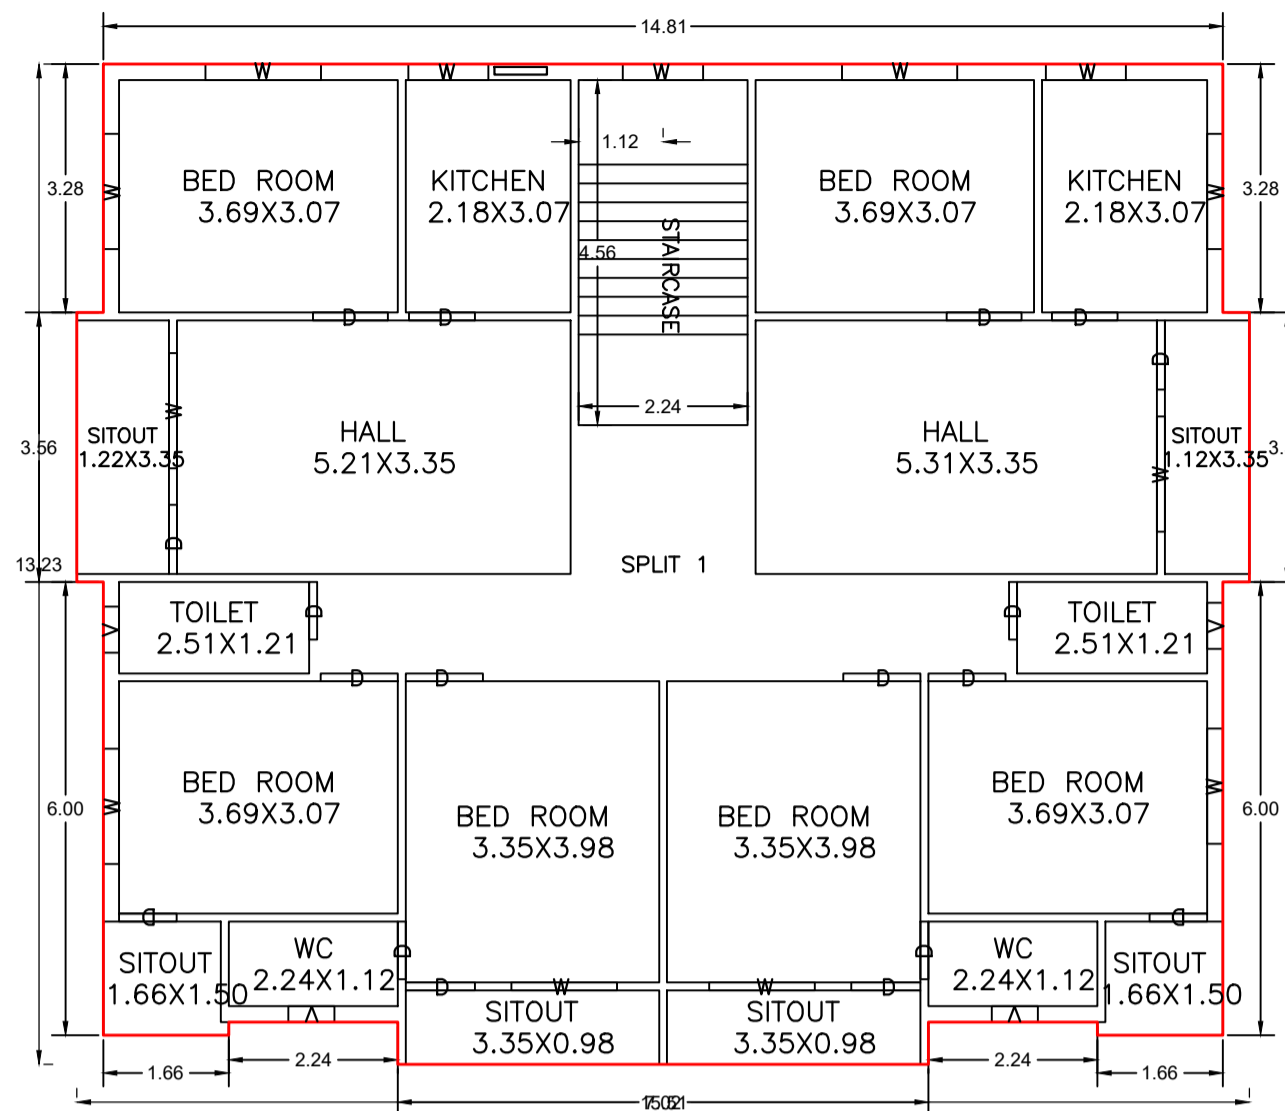 14.81
W W W W W
1.12
3.28
W
BED ROOM
3.69X3.07
KITCHEN
2.18X3.07
4.56
STAIRCASE
BED ROOM
3.69X3.07
KITCHEN
2.18X3.07
W
3.28
D D D D
2.24
3.56
SITOUT
1.22X3.35
W
D
HALL
5.21X3.35
HALL
5.31X3.35
D
W
SITOUT
1.12X3.35
3.
13.23
SPLIT 1
V
TOILET
2.51X1.21
D
D
TOILET
2.51X1.21
V
D D D D
6.00
W
BED ROOM
3.69X3.07
BED ROOM
3.35X3.98
BED ROOM
3.35X3.98
BED ROOM
3.69X3.07
W
6.00
D D
SITOUT
1.66X1.50
WC
2.24X1.12
D
D
WC
2.24X1.12
SITOUT
1.66X1.50
V
D W W D
V
SITOUT
3.35X0.98
SITOUT
3.35X0.98
1.66
2.24
2.24
1.66